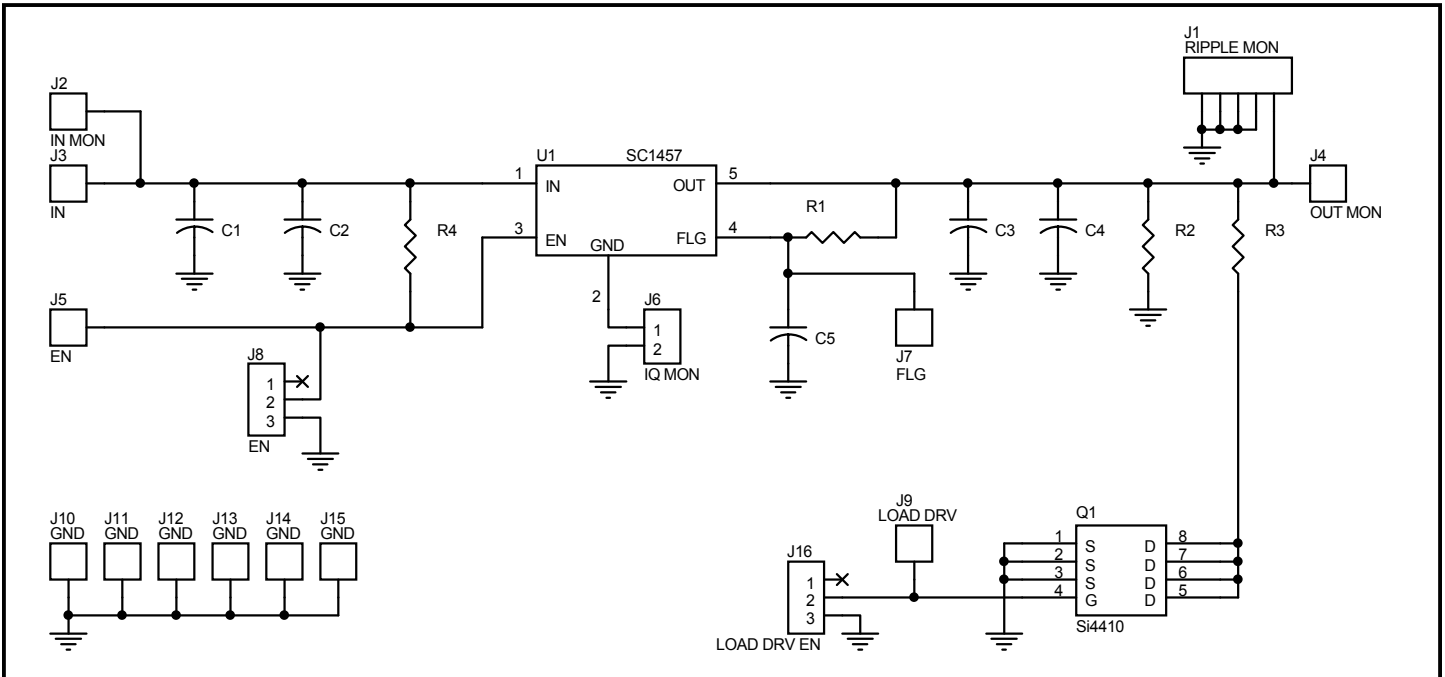 J1
RIPPLE MON
J2
IN MON
J3
IN
U1 SC1457
1 IN OUT 5
3 EN GND FLG 4
2
J4
OUT MON
C1
C2
R4
R1
C3
C4
R2
R3
J5
EN
J8
1
2
3
EN
J6
1
2
IQ MON
C5
J7
FLG
J10
GND
J11
GND
J12
GND
J13
GND
J14
GND
J15
GND
J9
LOAD DRV
J16
1
2
3
LOAD DRV EN
Q1
1 S D 8
2 S D 7
3 S D 6
4 G D 5
Si4410